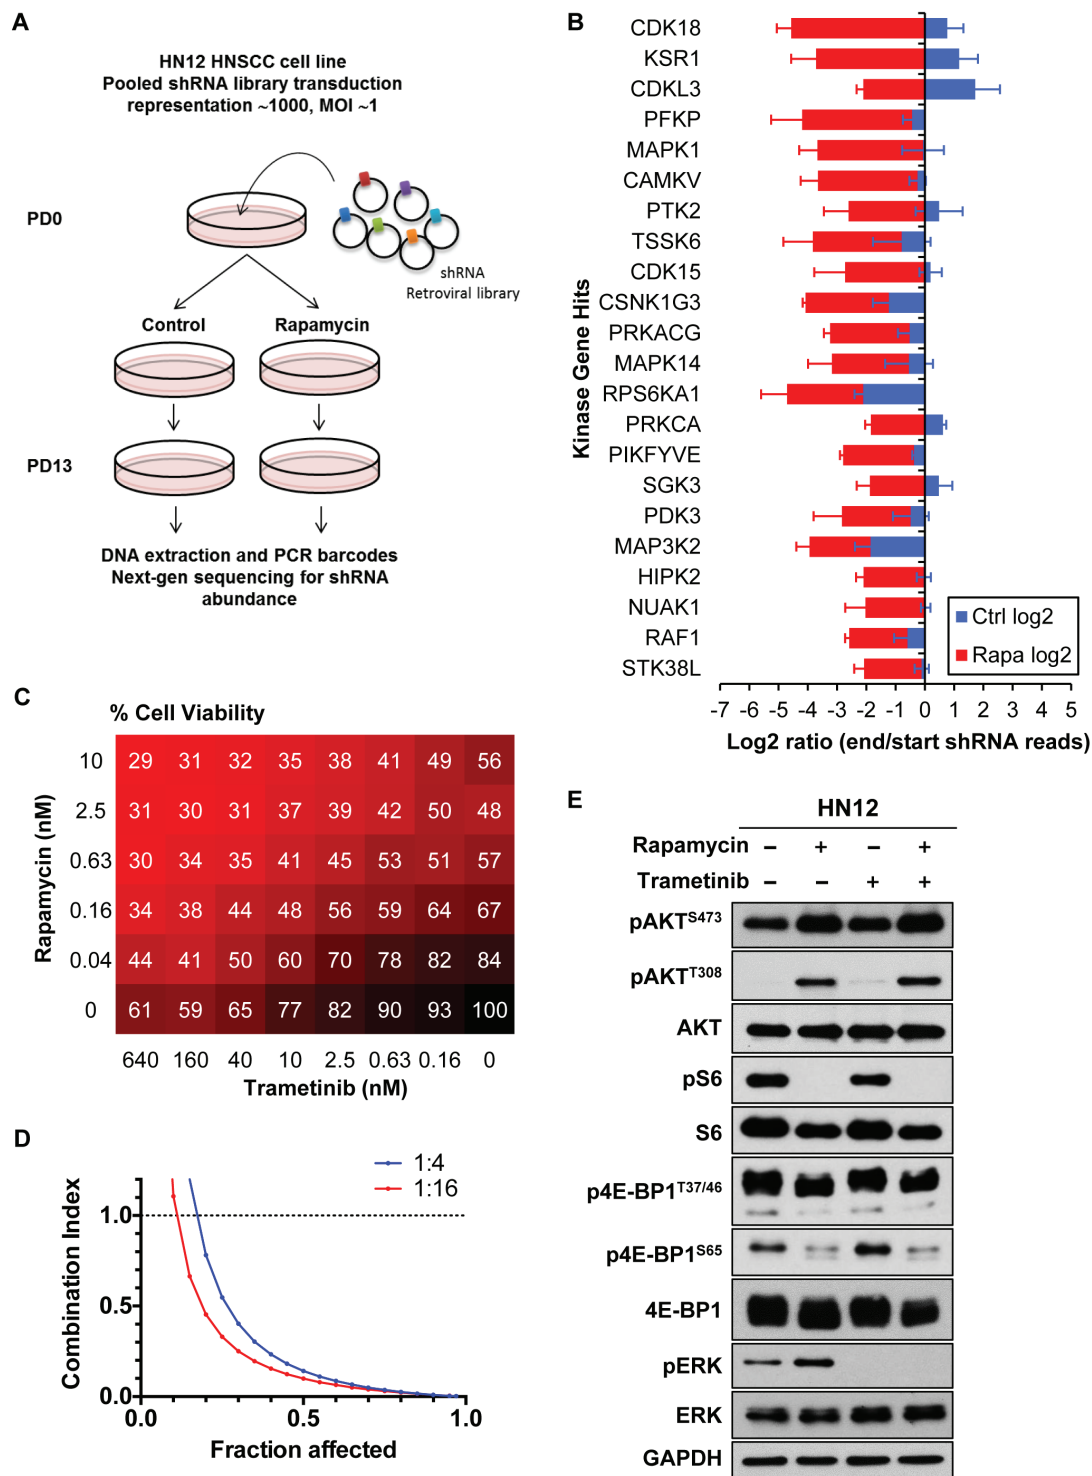 A
HN12 HNSCC cell line
Pooled shRNA library transduction
representation ~1000, MOI ~1
PD0
shRNA
Retroviral library
Control
Rapamycin
PD13
DNA extraction and PCR barcodes
Next-gen sequencing for shRNA
abundance
B
Kinase Gene Hits
CDK18
KSR1
CDKL3
PFKP
MAPK1
CAMKV
PTK2
TSSK6
CDK15
CSNK1G3
PRKACG
MAPK14
RPS6KA1
PRKCA
PIKFYVE
SGK3
PDK3
MAP3K2
HIPK2
NUAK1
RAF1
STK38L
Ctrl log2
Rapa log2
-7 -6 -5 -4 -3 -2 -1 0 1 2 3 4 5
Log2 ratio (end/start shRNA reads)
C
% Cell Viability
Rapamycin (nM)
10 29 31 32 35 38 41 49 56
2.5 31 30 31 37 39 42 50 48
0.63 30 34 35 41 45 53 51 57
0.16 34 38 44 48 56 59 64 67
0.04 44 41 50 60 70 78 82 84
0 61 59 65 77 82 90 93 100
640 160 40 10 2.5 0.63 0.16 0
Trametinib (nM)
D
Combination Index
1:4
1:16
1.0
0.5
0.0
0.0 0.5 1.0
Fraction affected
E
HN12
Rapamycin – + – +
Trametinib – – + +
pAKTS473
pAKTT308
AKT
pS6
S6
p4E-BP1T37/46
p4E-BP1S65
4E-BP1
pERK
ERK
GAPDH